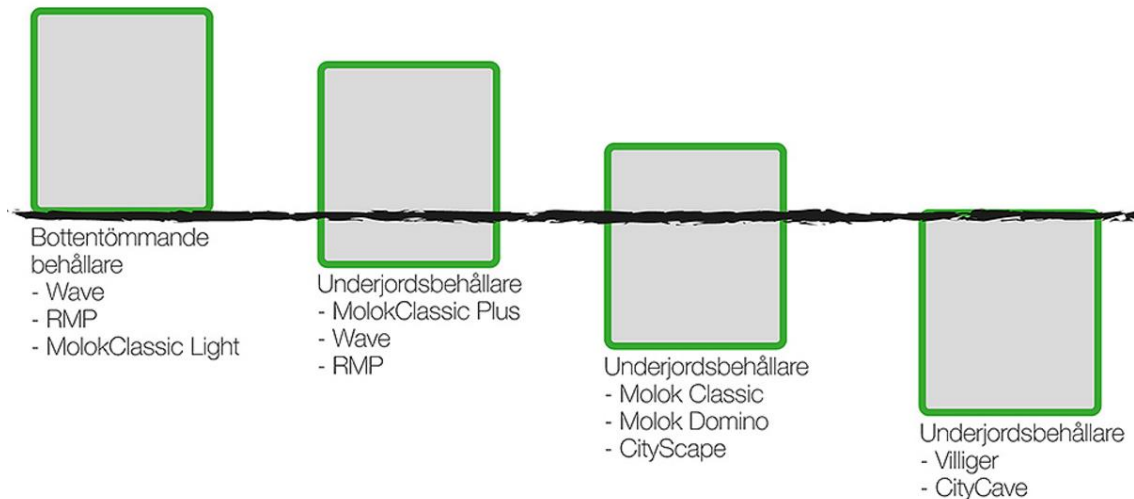 Bottentömmande
behållare
- Wave
- RMP
- MolokClassic Light
Underjordsbehållare
- MolokClassic Plus
- Wave
- RMP
Underjordsbehållare
- Molok Classic
- Molok Domino
- CityScape
Underjordsbehållare
- Villiger
- CityCave